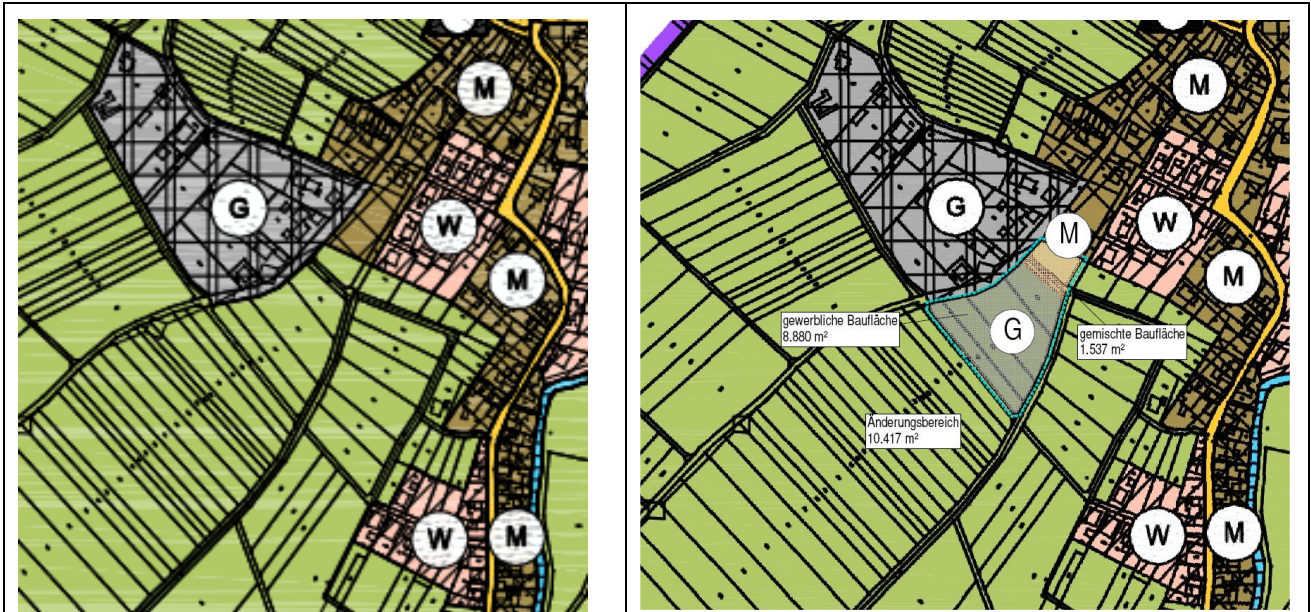 M
G
W
M
W
M
M
G
W
M
M
gewerbliche Baufläche
8.880 m²
G
gemischte Baufläche
1.537 m²
Änderungsbereich
10.417 m²
W
M